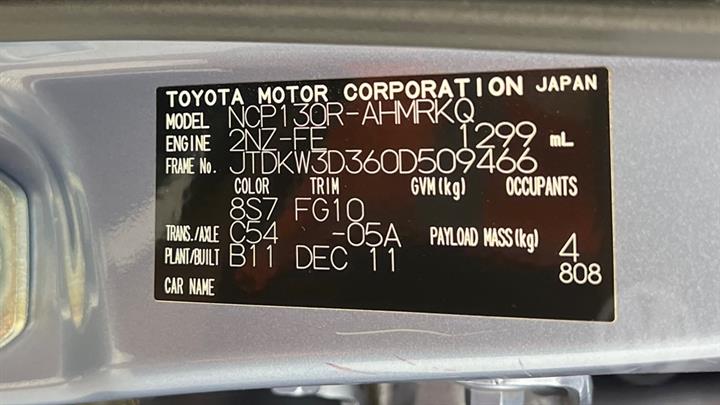 TOYOTA MOTOR CORPORATION JAPAN
MODEL NCP130R-AHMRKQ
ENGINE 2NZ-FE 1299 mL
FRAME No. JTDKW3D360D509466
COLOR TRIM GVM(kg) OCCUPANTS
8S7 FG10
TRANS./AXLE C54 -05A PAYLOAD MASS(kg) 4
PLANT/BUILT B11 DEC 11 808
CAR NAME